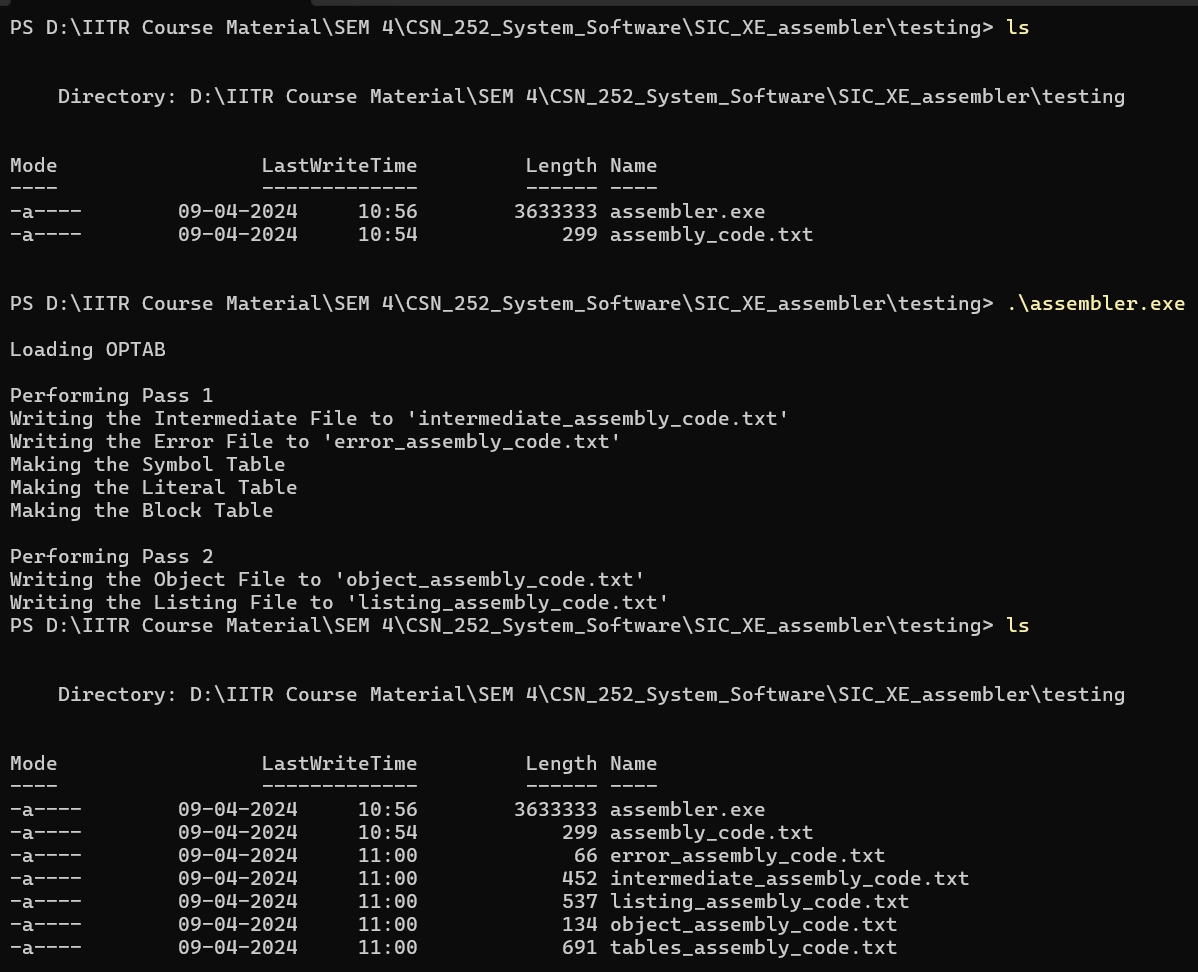 PS D:\IITR Course Material\SEM 4\CSN_252_System_Software\SIC_XE_assembler\testing> ls
    Directory: D:\IITR Course Material\SEM 4\CSN_252_System_Software\SIC_XE_assembler\testing
Mode                 LastWriteTime         Length Name
----                 -------------         ------ ----
-a----        09-04-2024     10:56        3633333 assembler.exe
-a----        09-04-2024     10:54            299 assembly_code.txt
PS D:\IITR Course Material\SEM 4\CSN_252_System_Software\SIC_XE_assembler\testing> .\assembler.exe
Loading OPTAB
Performing Pass 1
Writing the Intermediate File to 'intermediate_assembly_code.txt'
Writing the Error File to 'error_assembly_code.txt'
Making the Symbol Table
Making the Literal Table
Making the Block Table
Performing Pass 2
Writing the Object File to 'object_assembly_code.txt'
Writing the Listing File to 'listing_assembly_code.txt'
PS D:\IITR Course Material\SEM 4\CSN_252_System_Software\SIC_XE_assembler\testing> ls
    Directory: D:\IITR Course Material\SEM 4\CSN_252_System_Software\SIC_XE_assembler\testing
Mode                 LastWriteTime         Length Name
----                 -------------         ------ ----
-a----        09-04-2024     10:56        3633333 assembler.exe
-a----        09-04-2024     10:54            299 assembly_code.txt
-a----        09-04-2024     11:00             66 error_assembly_code.txt
-a----        09-04-2024     11:00            452 intermediate_assembly_code.txt
-a----        09-04-2024     11:00            537 listing_assembly_code.txt
-a----        09-04-2024     11:00            134 object_assembly_code.txt
-a----        09-04-2024     11:00            691 tables_assembly_code.txt